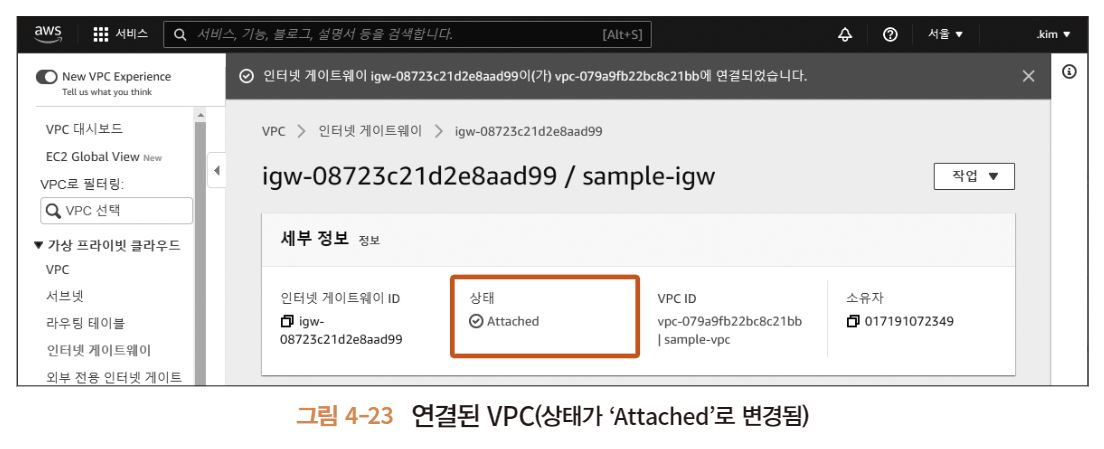 aws 서비스 서비스, 기능, 블로그, 설명서 등을 검색합니다. [Alt+S] 서울 ▼ .kim ▼
New VPC Experience
Tell us what you think
인터넷 게이트웨이 igw-08723c21d2e8aad99이(가) vpc-079a9fb22bc8c21bb에 연결되었습니다.
VPC 대시보드
EC2 Global View New
VPC로 필터링:
VPC 선택
▼ 가상 프라이빗 클라우드
VPC
서브넷
라우팅 테이블
인터넷 게이트웨이
외부 전용 인터넷 게이트
VPC > 인터넷 게이트웨이 > igw-08723c21d2e8aad99
igw-08723c21d2e8aad99 / sample-igw
작업 ▼
세부 정보 정보
인터넷 게이트웨이 ID
igw-
08723c21d2e8aad99
상태
Attached
VPC ID
vpc-079a9fb22bc8c21bb
| sample-vpc
소유자
017191072349
그림 4-23 연결된 VPC(상태가 ‘Attached’로 변경됨)